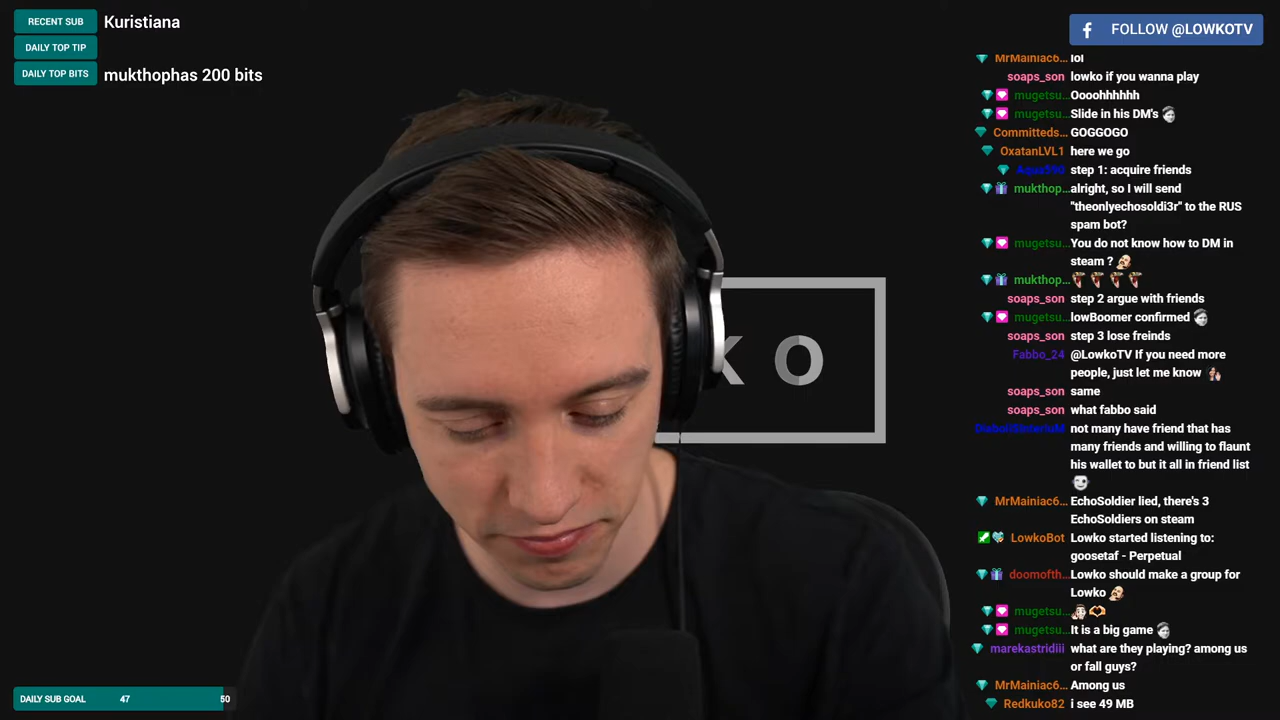 RECENT SUB Kuristiana
DAILY TOP TIP
DAILY TOP BITS mukthophas 200 bits
FOLLOW @LOWKOTV
MrMainiac6... lol
soaps_son lowko if you wanna play
mugetsu... Ooooohhhhhh
mugetsu... Slide in his DM's
Committeds... GOGGOGO
OxatanLVL1 here we go
Aqua990 step 1: acquire friends
mukthop... alright, so I will send
"theonlyechosoldi3r" to the RUS
spam bot?
mugetsu... You do not know how to DM in
steam ?
mukthop...
soaps_son step 2 argue with friends
mugetsu... lowBoomer confirmed
soaps_son step 3 lose freinds
Fabbo_24 @LowkoTV If you need more
people, just let me know
soaps_son same
soaps_son what fabbo said
not many have friend that has
many friends and willing to flaunt
his wallet to but it all in friend list
MrMainiac6... EchoSoldier lied, there's 3
EchoSoldiers on steam
LowkoBot Lowko started listening to:
goosetaf - Perpetual
doomofth... Lowko should make a group for
Lowko
mugetsu...
mugetsu... It is a big game
marekastridiii what are they playing? among us
or fall guys?
MrMainiac6... Among us
Redkuko82 i see 49 MB
K O
DAILY SUB GOAL 47 50